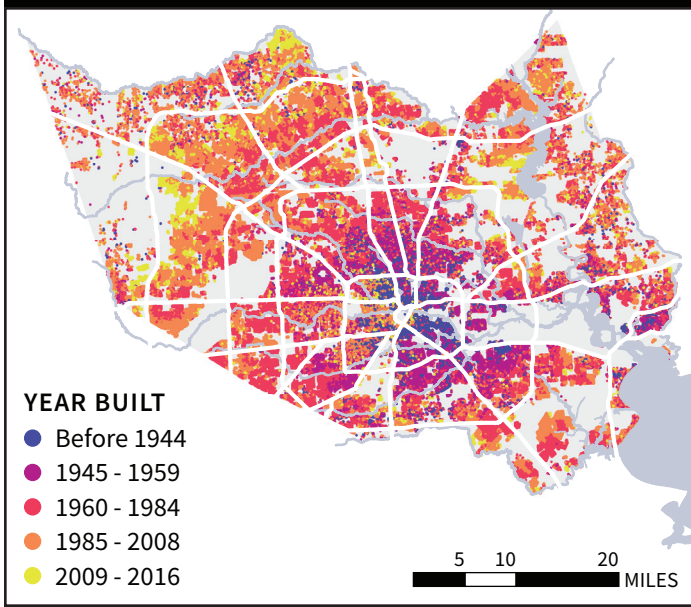 YEAR BUILT
Before 1944
1945 - 1959
1960 - 1984
1985 - 2008
2009 - 2016
5 10 20
MILES